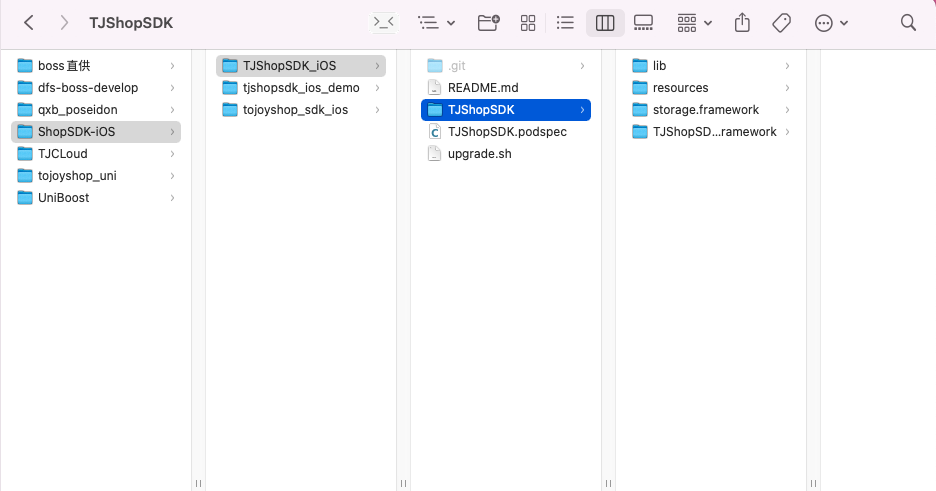 TJShopSDK
boss直供
dfs-boss-develop
qxb_poseidon
ShopSDK-iOS
TJCLoud
tojoyshop_uni
UniBoost
TJShopSDK_iOS
tjshopsdk_ios_demo
tojoyshop_sdk_ios
.git
README.md
TJShopSDK
TJShopSDK.podspec
upgrade.sh
lib
resources
storage.framework
TJShopSD...ramework